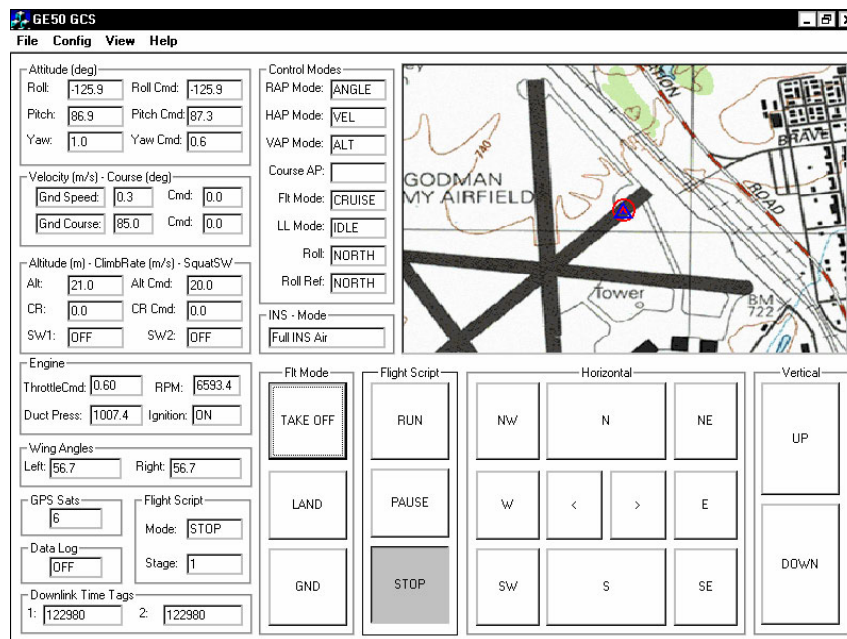 GE50 GCS
File Config View Help
Attitude (deg)
Roll: -125.9 Roll Cmd: -125.9
Pitch: 86.9 Pitch Cmd: 87.3
Yaw: 1.0 Yaw Cmd: 0.6
Velocity (m/s) - Course (deg)
Gnd Speed: 0.3 Cmd: 0.0
Gnd Course: 85.0 Cmd: 0.0
Altitude (m) - ClimbRate (m/s) - SquatSW
Alt: 21.0 Alt Cmd: 20.0
CR: 0.0 CR Cmd: 0.0
SW1: OFF SW2: OFF
Engine
ThrottleCmd: 0.60 RPM: 6593.4
Duct Press: 1007.4 Ignition: ON
Wing Angles
Left: 56.7 Right: 56.7
GPS Sats
6
Data Log
OFF
Flight Script
Mode: STOP
Stage: 1
Downlink Time Tags
1: 122980 2: 122980
Control Modes
RAP Mode: ANGLE
HAP Mode: VEL
VAP Mode: ALT
Course AP:
Flt Mode: CRUISE
LL Mode: IDLE
Roll: NORTH
Roll Ref: NORTH
INS - Mode
Full INS Air
GODMAN
MY AIRFIELD
740
ROAD
BRAVE
Tower
BM
722
Flt Mode
TAKE OFF
LAND
GND
Flight Script
RUN
PAUSE
STOP
Horizontal
NW N NE
W < > E
SW S SE
Vertical
UP
DOWN